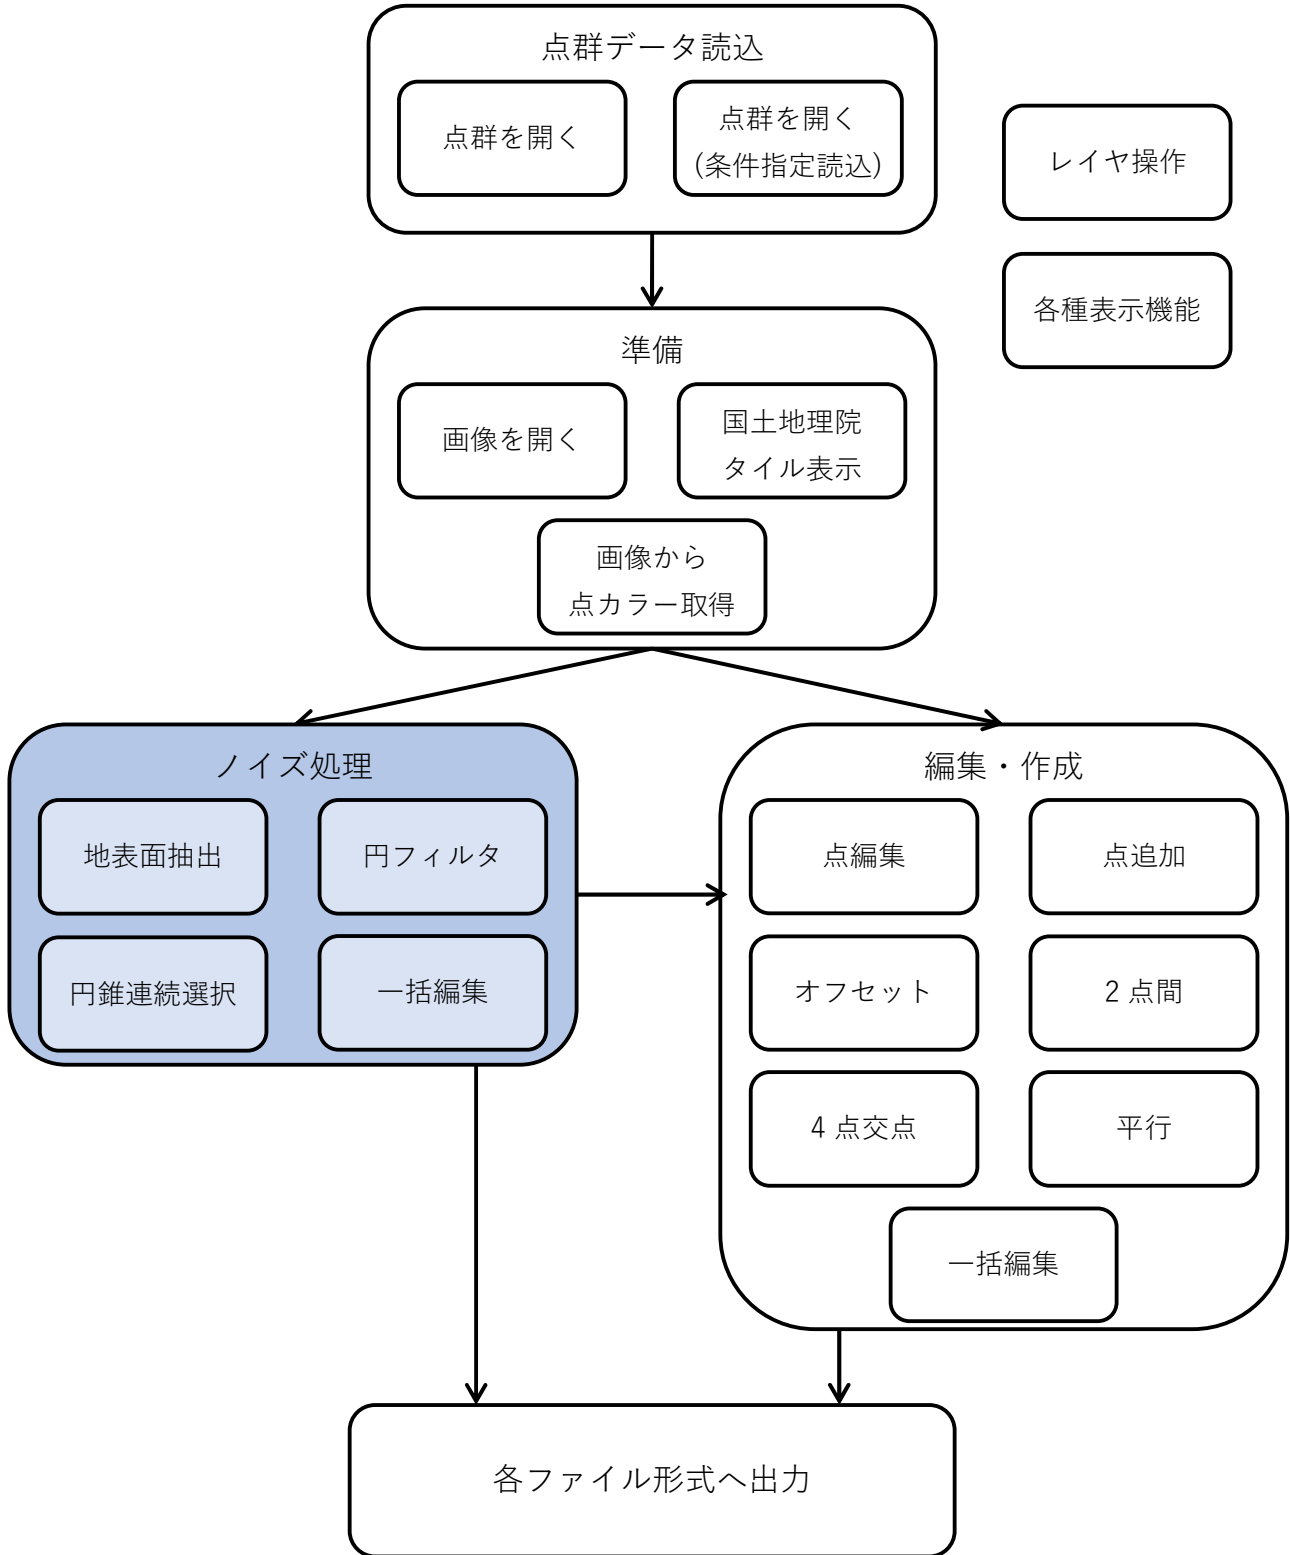 点群データ読込
点群を開く
点群を開く
(条件指定読込)
レイヤ操作
各種表示機能
準備
画像を開く
国土地理院
タイル表示
画像から
点カラー取得
ノイズ処理
地表面抽出
円フィルタ
円錐連続選択
一括編集
編集・作成
点編集
点追加
オフセット
2 点間
4 点交点
平行
一括編集
各ファイル形式へ出力